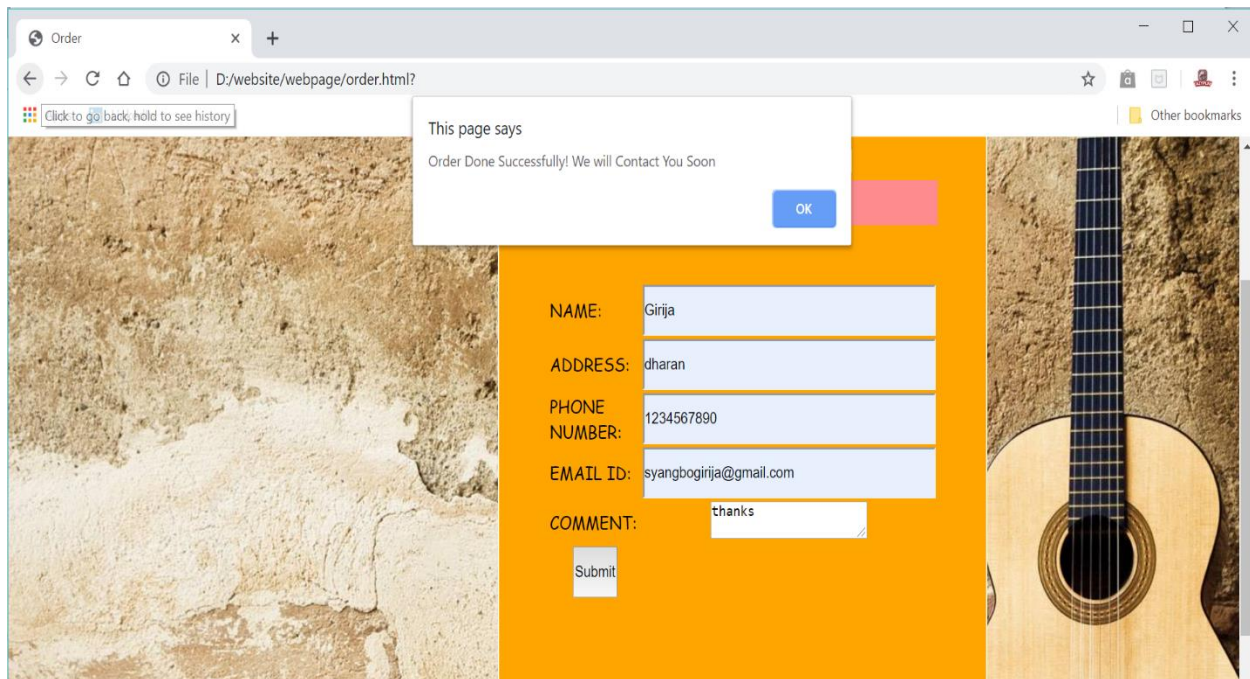 Order
File | D:/website/webpage/order.html?
Click to go back, hold to see history
Other bookmarks
This page says
Order Done Successfully! We will Contact You Soon
OK
NAME: Girija
ADDRESS: dharan
PHONE
NUMBER: 1234567890
EMAIL ID: syangbogirija@gmail.com
COMMENT: thanks
Submit